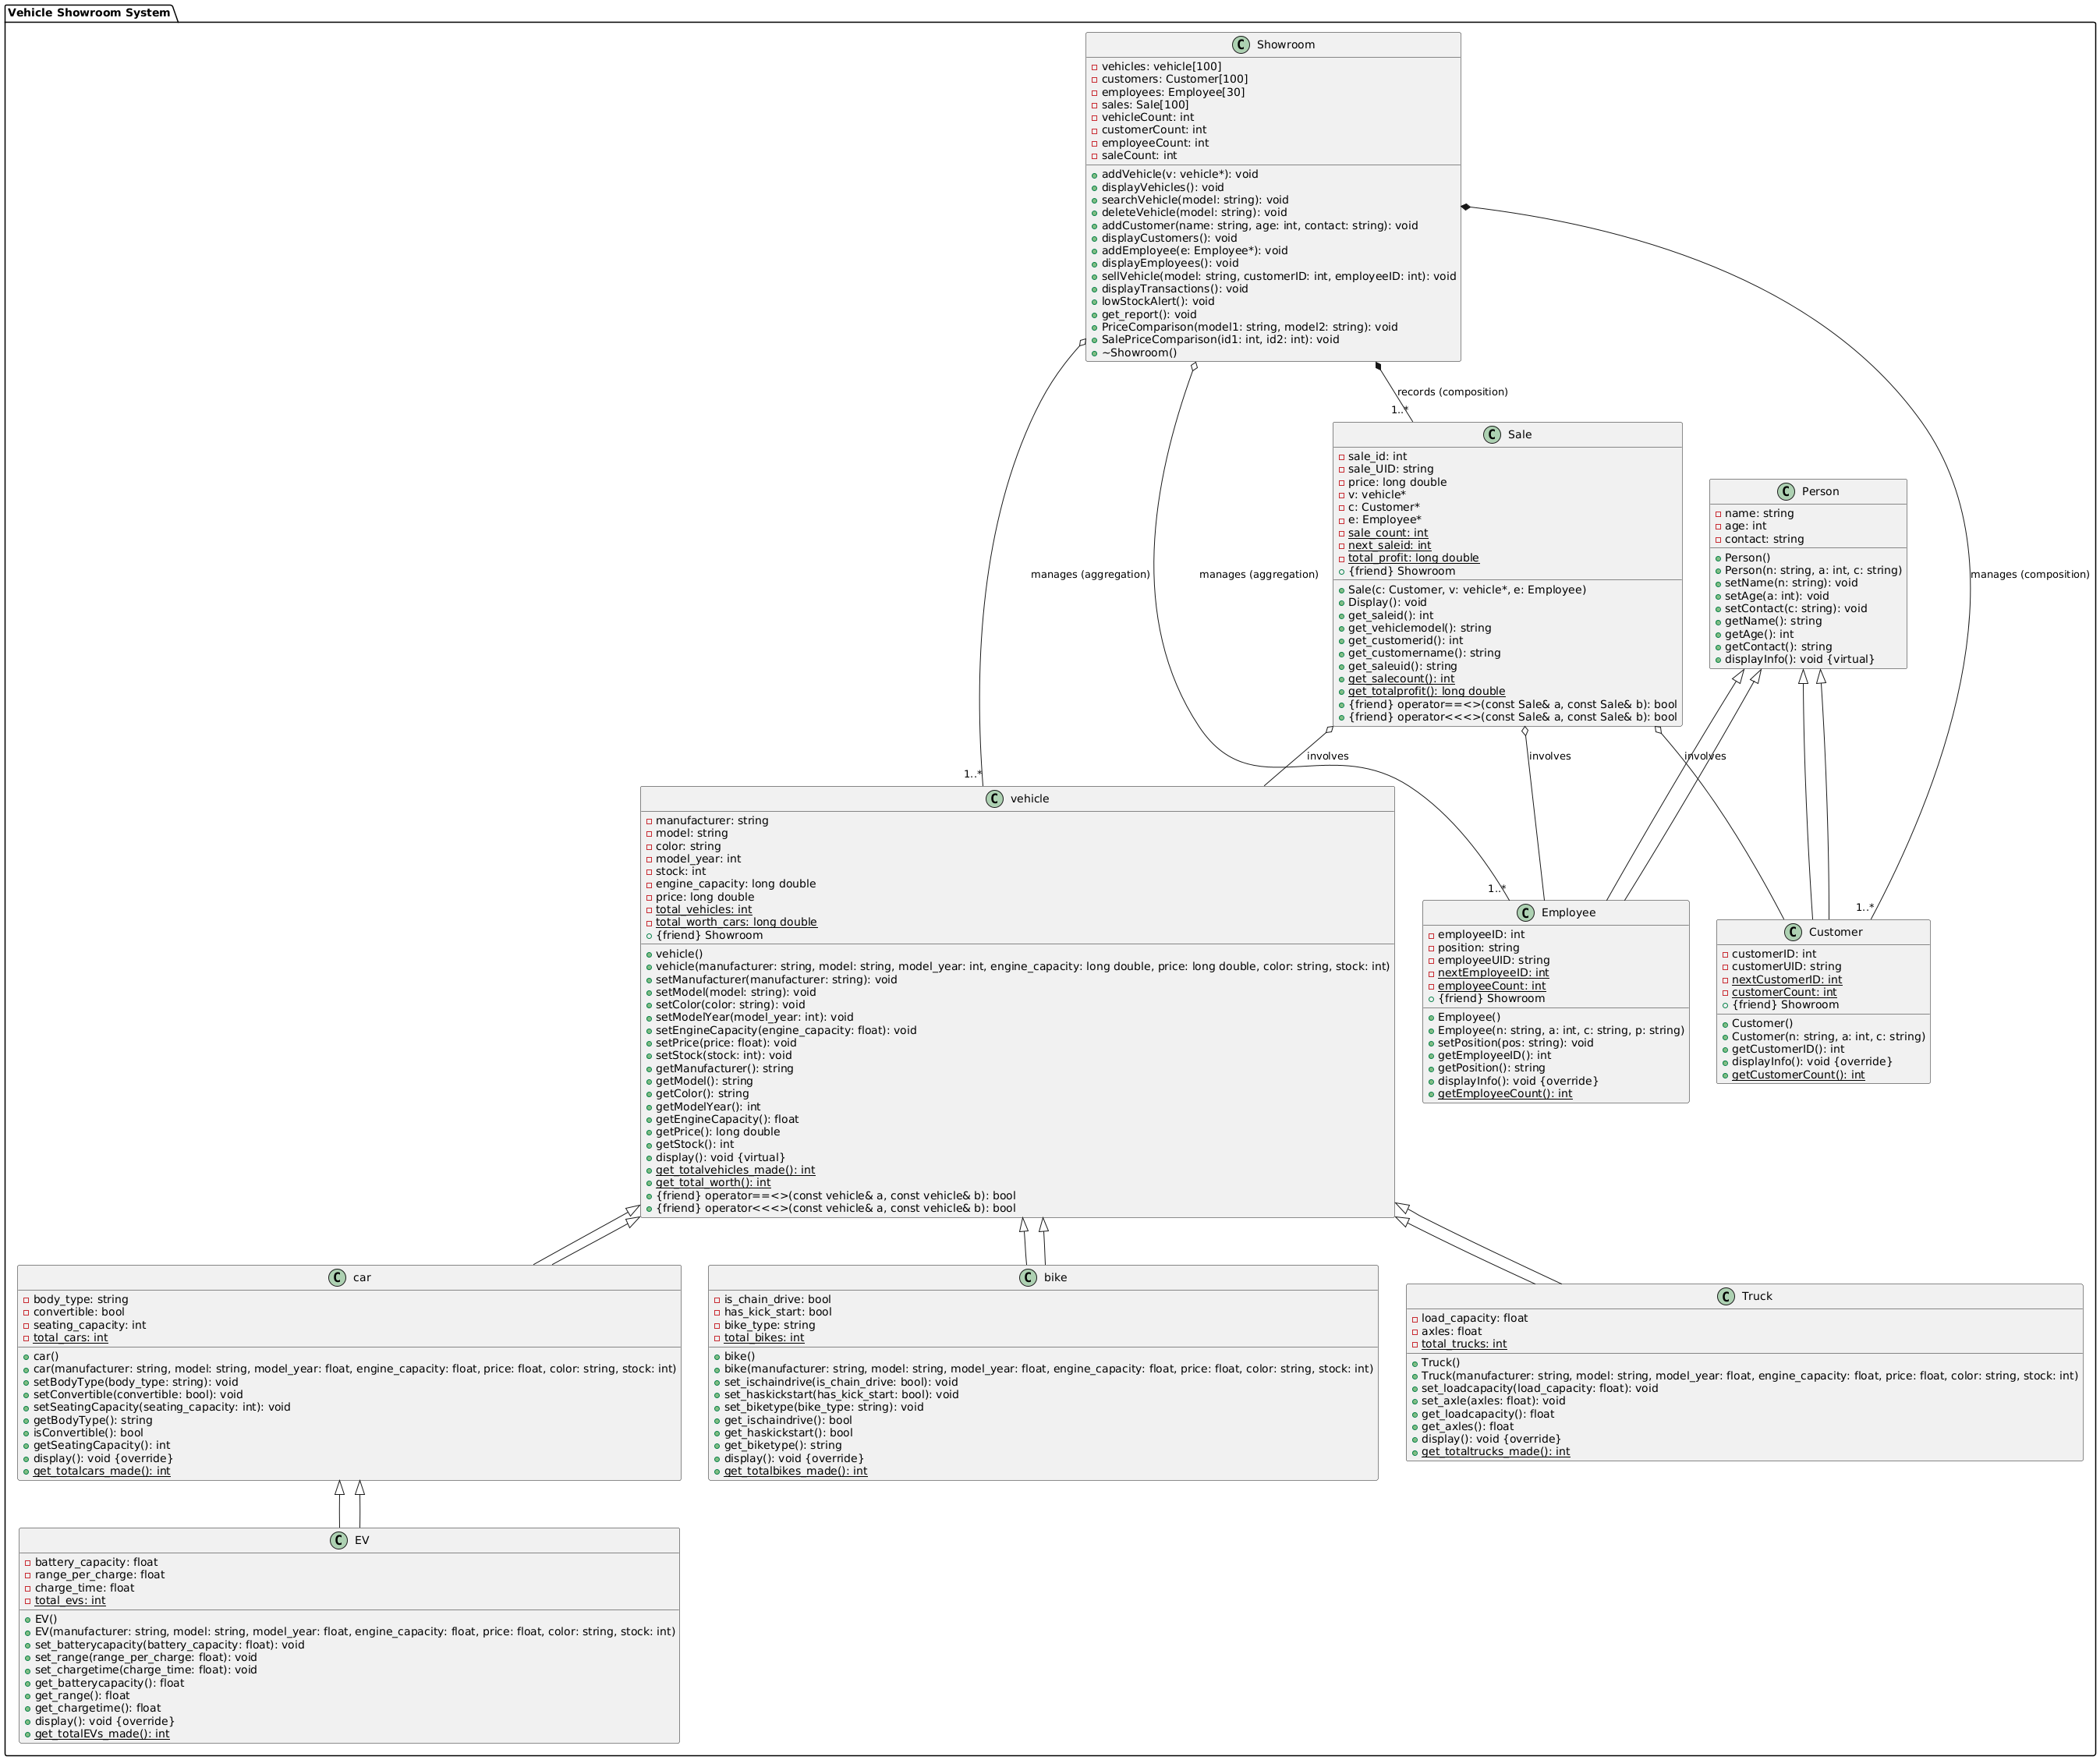 Vehicle Showroom System
C Showroom
vehicles: vehicle[100]
customers: Customer[100]
employees: Employee[30]
sales: Sale[100]
vehicleCount: int
customerCount: int
employeeCount: int
saleCount: int
addVehicle(v: vehicle*): void
displayVehicles(): void
searchVehicle(model: string): void
deleteVehicle(model: string): void
addCustomer(name: string, age: int, contact: string): void
displayCustomers(): void
addEmployee(e: Employee*): void
displayEmployees(): void
sellVehicle(model: string, customerID: int, employeeID: int): void
displayTransactions(): void
lowStockAlert(): void
get_report(): void
PriceComparison(model1: string, model2: string): void
SalePriceComparison(id1: int, id2: int): void
~Showroom()
records (composition)
1..*
C Sale
sale_id: int
sale_UID: string
price: long double
v: vehicle*
c: Customer*
e: Employee*
sale_count: int
next_saleid: int
total_profit: long double
{friend} Showroom
Sale(c: Customer, v: vehicle*, e: Employee)
Display(): void
get_saleid(): int
get_vehiclemodel(): string
get_customerid(): int
get_customername(): string
get_saleuid(): string
get_salecount(): int
get_totalprofit(): long double
{friend} operator==<>(const Sale& a, const Sale& b): bool
{friend} operator<<<>(const Sale& a, const Sale& b): bool
C Person
name: string
age: int
contact: string
Person()
Person(n: string, a: int, c: string)
setName(n: string): void
setAge(a: int): void
setContact(c: string): void
getName(): string
getAge(): int
getContact(): string
displayInfo(): void {virtual}
manages (aggregation)
manages (aggregation)
manages (composition)
involves
involves
involves
1..*
1..*
1..*
C vehicle
manufacturer: string
model: string
color: string
model_year: int
stock: int
engine_capacity: long double
price: long double
total_vehicles: int
total_worth_cars: long double
{friend} Showroom
vehicle()
vehicle(manufacturer: string, model: string, model_year: int, engine_capacity: long double, price: long double, color: string, stock: int)
setManufacturer(manufacturer: string): void
setModel(model: string): void
setColor(color: string): void
setModelYear(model_year: int): void
setEngineCapacity(engine_capacity: float): void
setPrice(price: float): void
setStock(stock: int): void
getManufacturer(): string
getModel(): string
getColor(): string
getModelYear(): int
getEngineCapacity(): float
getPrice(): long double
getStock(): int
display(): void {virtual}
get_totalvehicles_made(): int
get_total_worth(): int
{friend} operator==<>(const vehicle& a, const vehicle& b): bool
{friend} operator<<<>(const vehicle& a, const vehicle& b): bool
C Employee
employeeID: int
position: string
employeeUID: string
nextEmployeeID: int
employeeCount: int
{friend} Showroom
Employee()
Employee(n: string, a: int, c: string, p: string)
setPosition(pos: string): void
getEmployeeID(): int
getPosition(): string
displayInfo(): void {override}
getEmployeeCount(): int
C Customer
customerID: int
customerUID: string
nextCustomerID: int
customerCount: int
{friend} Showroom
Customer()
Customer(n: string, a: int, c: string)
getCustomerID(): int
displayInfo(): void {override}
getCustomerCount(): int
C car
body_type: string
convertible: bool
seating_capacity: int
total_cars: int
car()
car(manufacturer: string, model: string, model_year: float, engine_capacity: float, price: float, color: string, stock: int)
setBodyType(body_type: string): void
setConvertible(convertible: bool): void
setSeatingCapacity(seating_capacity: int): void
getBodyType(): string
isConvertible(): bool
getSeatingCapacity(): int
display(): void {override}
get_totalcars_made(): int
C bike
is_chain_drive: bool
has_kick_start: bool
bike_type: string
total_bikes: int
bike()
bike(manufacturer: string, model: string, model_year: float, engine_capacity: float, price: float, color: string, stock: int)
set_ischaindrive(is_chain_drive: bool): void
set_haskickstart(has_kick_start: bool): void
set_biketype(bike_type: string): void
get_ischaindrive(): bool
get_haskickstart(): bool
get_biketype(): string
display(): void {override}
get_totalbikes_made(): int
C Truck
load_capacity: float
axles: float
total_trucks: int
Truck()
Truck(manufacturer: string, model: string, model_year: float, engine_capacity: float, price: float, color: string, stock: int)
set_loadcapacity(load_capacity: float): void
set_axle(axles: float): void
get_loadcapacity(): float
get_axles(): float
display(): void {override}
get_totaltrucks_made(): int
C EV
battery_capacity: float
range_per_charge: float
charge_time: float
total_evs: int
EV()
EV(manufacturer: string, model: string, model_year: float, engine_capacity: float, price: float, color: string, stock: int)
set_batterycapacity(battery_capacity: float): void
set_range(range_per_charge: float): void
set_chargetime(charge_time: float): void
get_batterycapacity(): float
get_range(): float
get_chargetime(): float
display(): void {override}
get_totalEVs_made(): int